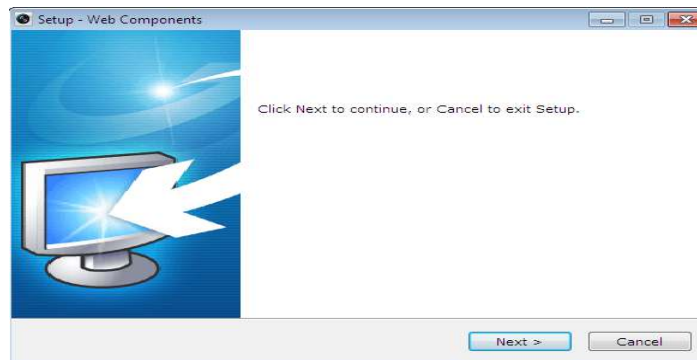 Setup - Web Components
Click Next to continue, or Cancel to exit Setup.
Next >
Cancel